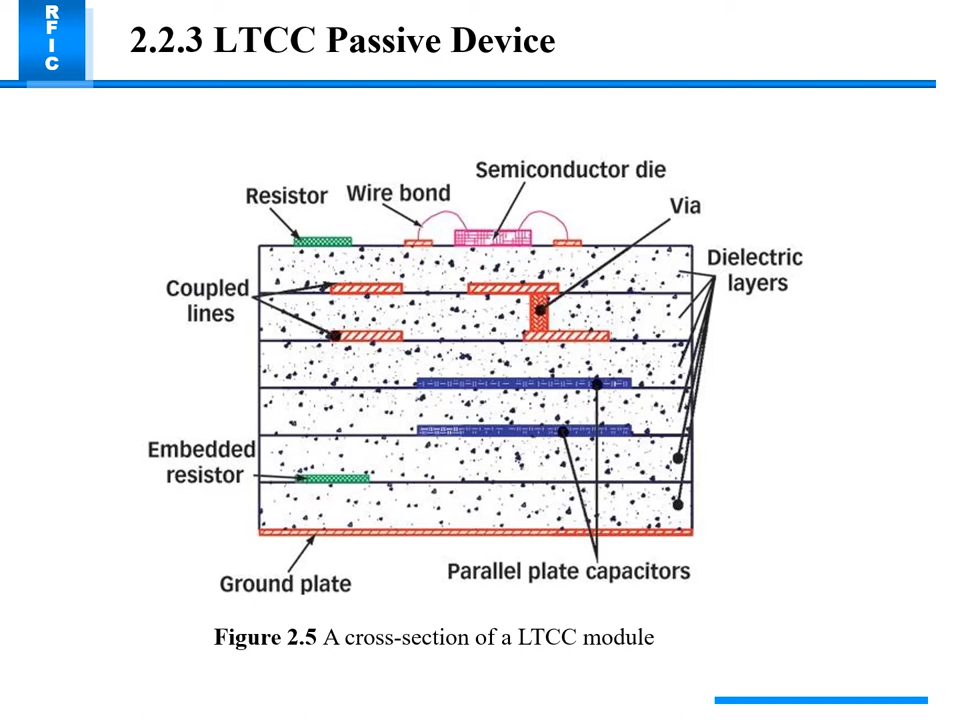 RFIC
2.2.3 LTCC Passive Device
Semiconductor die
Resistor
Wire bond
Via
Dielectric
layers
Coupled
lines
Embedded
resistor
Ground plate
Parallel plate capacitors
Figure 2.5 A cross-section of a LTCC module